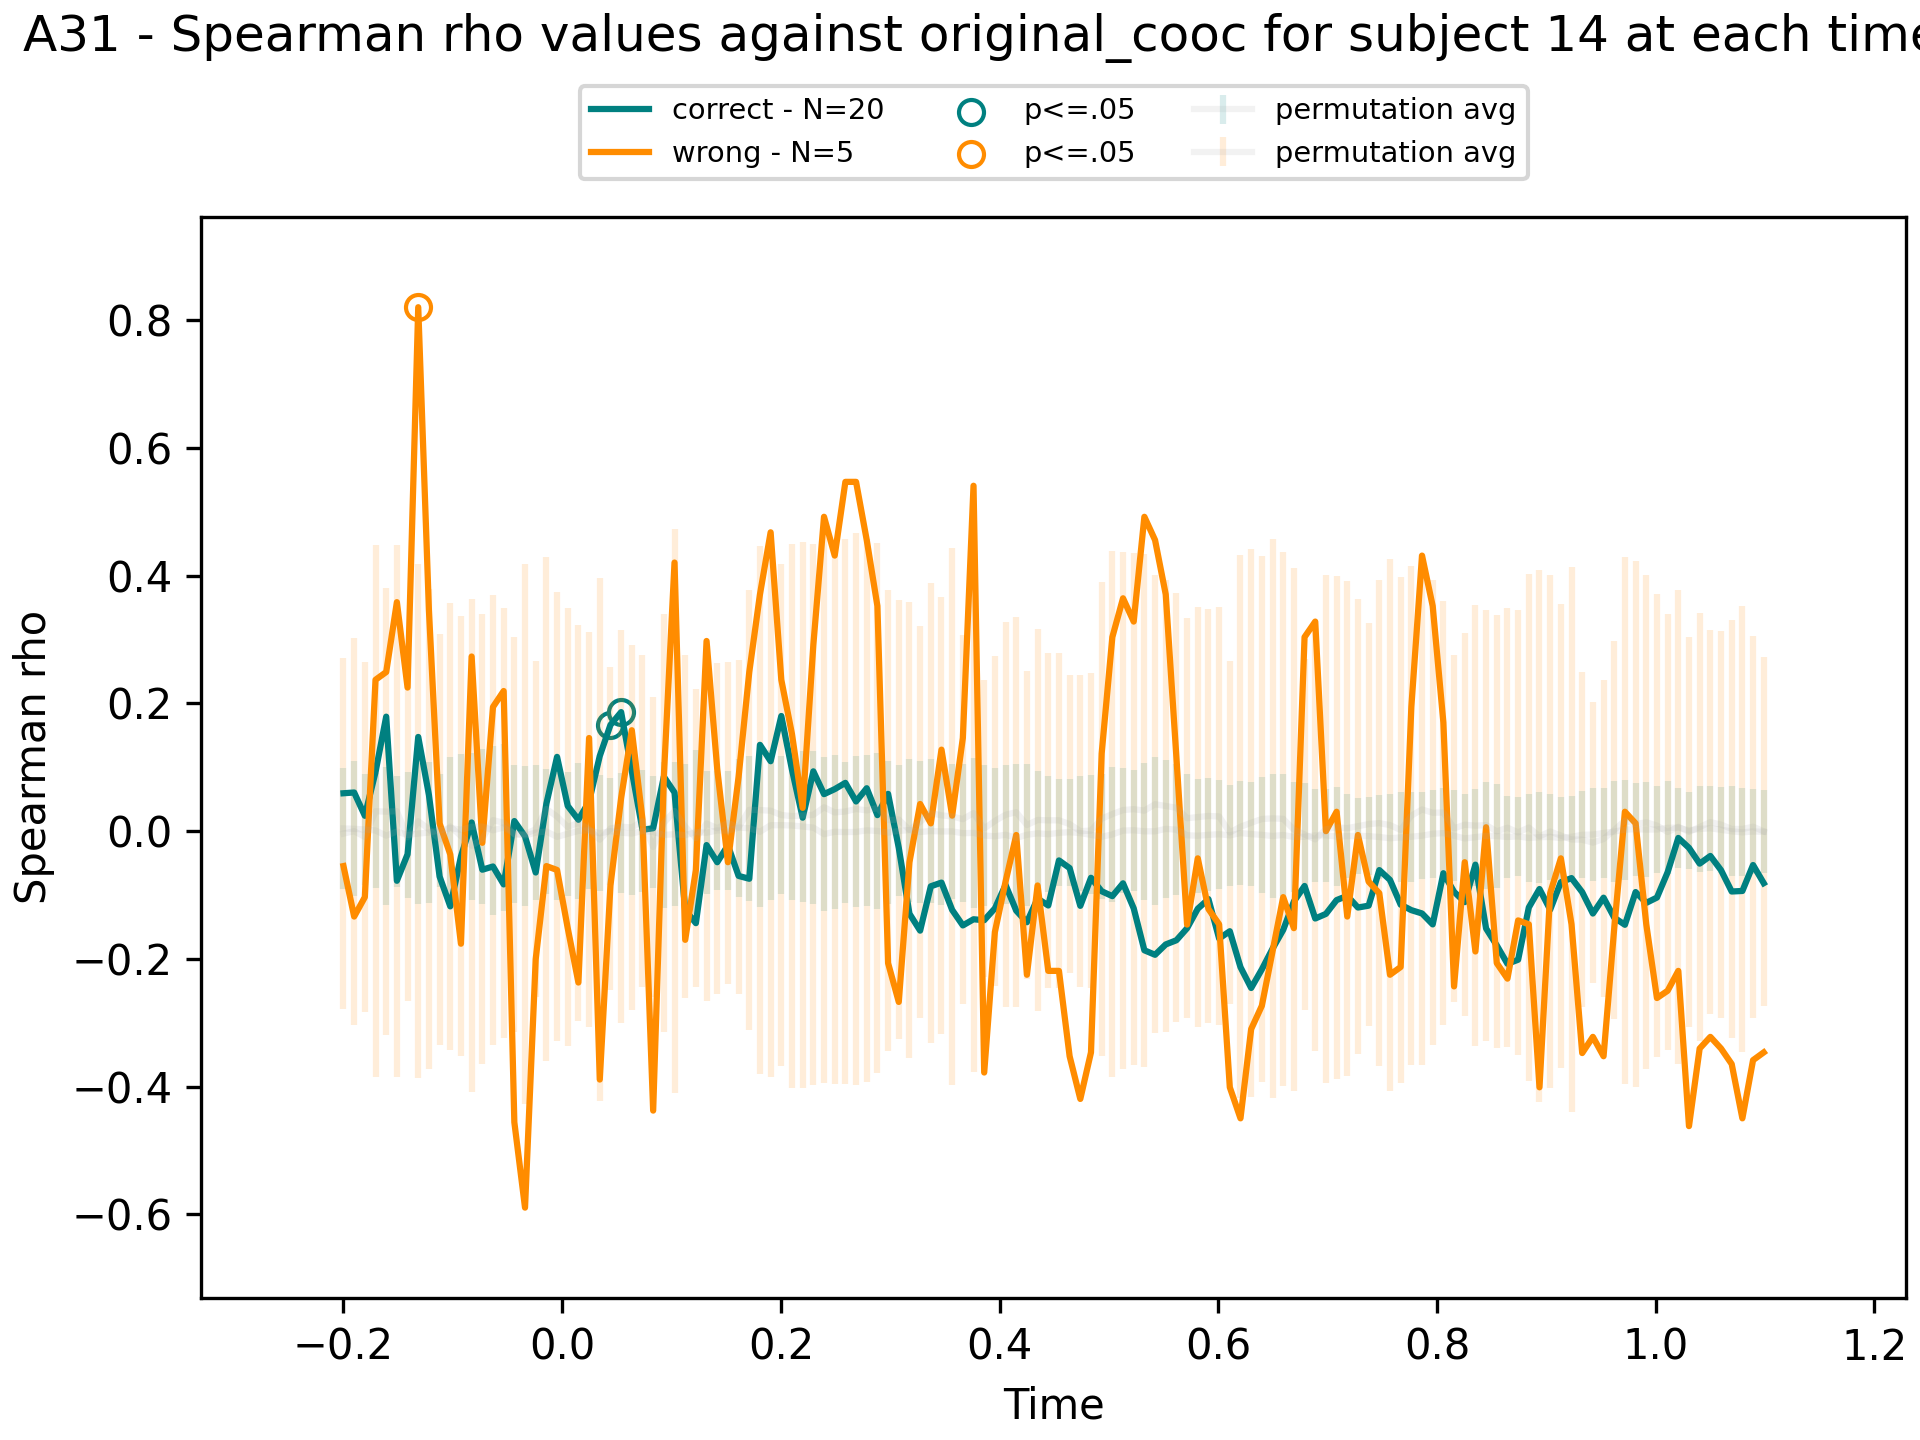 A31 - Spearman rho values against original_cooc for subject 14 at each time
correct - N=20 p<=.05 permutation avg
wrong - N=5 p<=.05 permutation avg
Spearman rho
0.8
0.6
0.4
0.2
0.0
−0.2
−0.4
−0.6
−0.2 0.0 0.2 0.4 0.6 0.8 1.0 1.2
Time